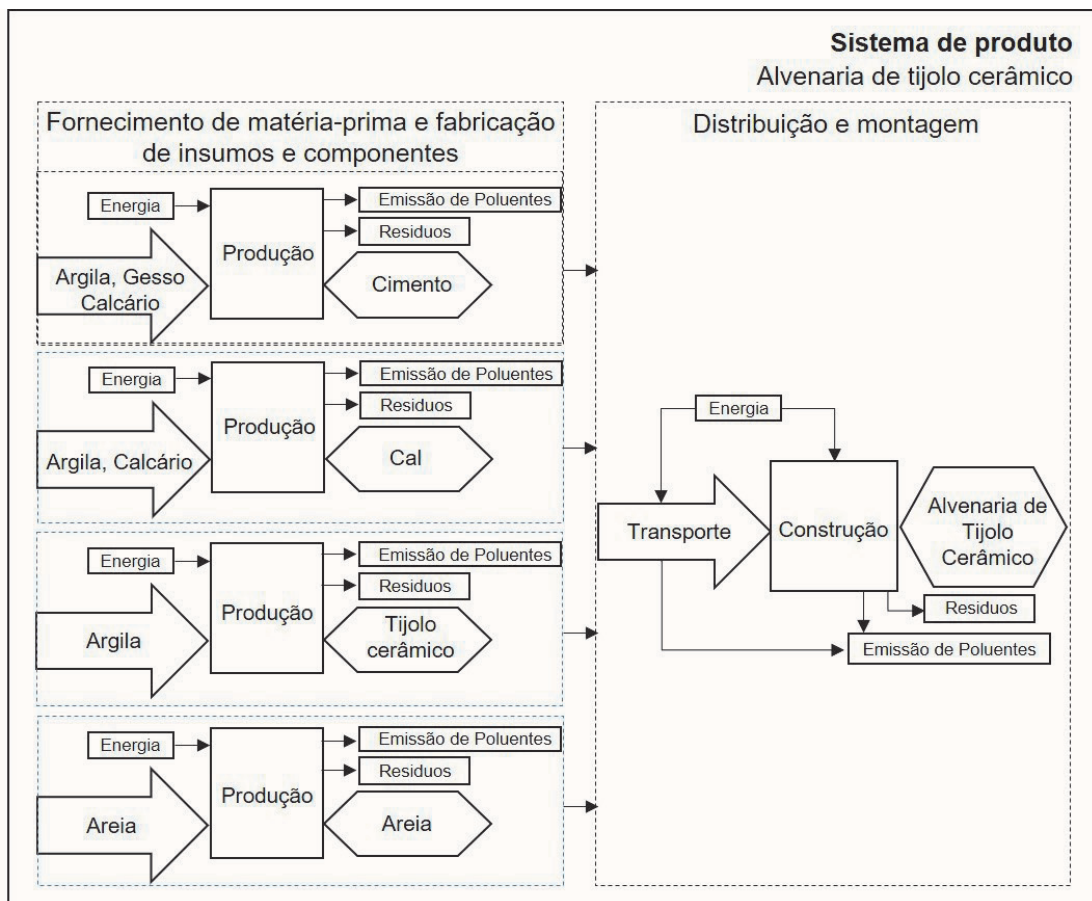 Sistema de produto
Alvenaria de tijolo cerâmico
Fornecimento de matéria-prima e fabricação
de insumos e componentes
Energia
Argila, Gesso
Calcário
Produção
Emissão de Poluentes
Residuos
Cimento
Energia
Argila, Calcário
Produção
Emissão de Poluentes
Residuos
Cal
Energia
Argila
Produção
Emissão de Poluentes
Residuos
Tijolo
cerâmico
Energia
Areia
Produção
Emissão de Poluentes
Residuos
Areia
Distribuição e montagem
Energia
Transporte
Construção
Alvenaria de
Tijolo
Cerâmico
Residuos
Emissão de Poluentes